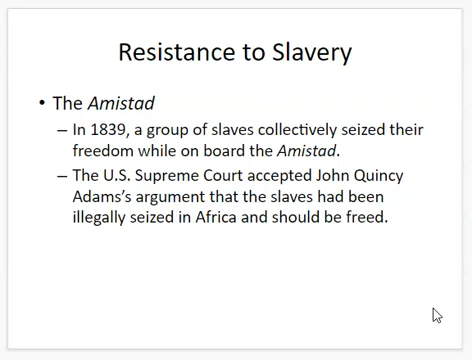 Resistance to Slavery
• The Amistad
– In 1839, a group of slaves collectively seized their
freedom while on board the Amistad.
– The U.S. Supreme Court accepted John Quincy
Adams’s argument that the slaves had been
illegally seized in Africa and should be freed.